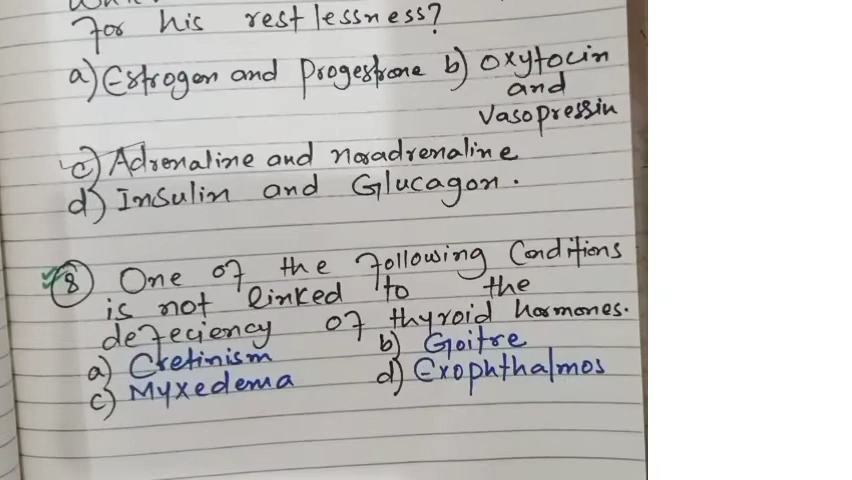 for his restlessness?
a) Estrogen and Progestrone b) Oxytocin
and
Vasopressin
c) Adrenaline and noradrenaline
d) Insulin and Glucagon.
8 One of the following Conditions
is not linked to the
defeciency of thyroid hormones.
a) Cretinism b) Goitre
c) Myxedema d) Exophthalmos